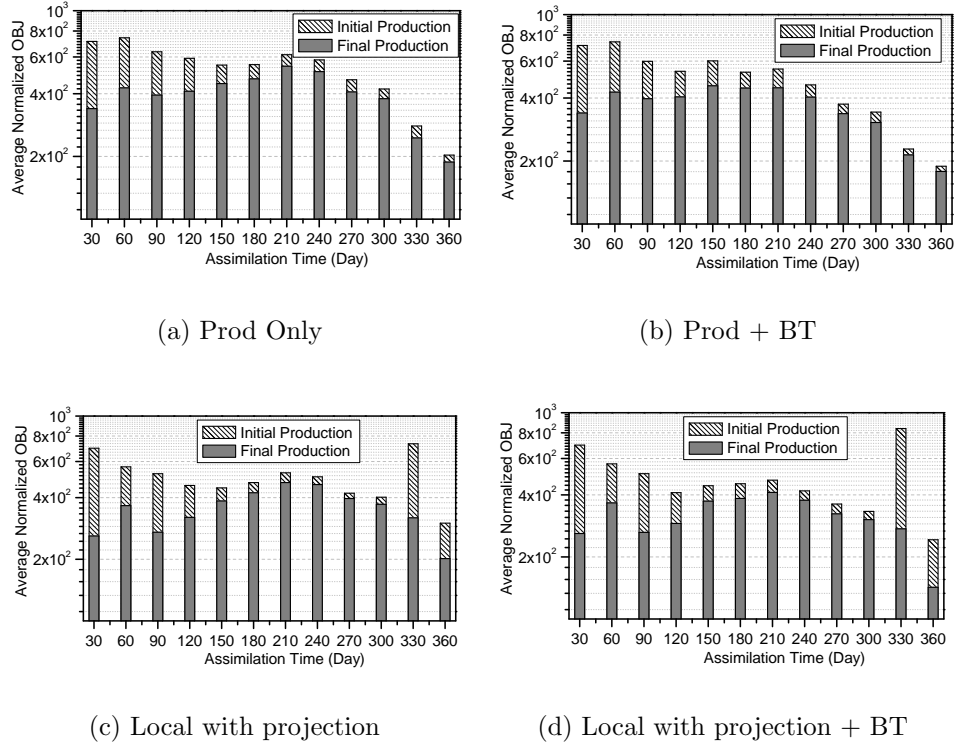 Average Normalized OBJ
10³
8x10²
6x10²
4x10²
2x10²
Initial Production
Final Production
30 60 90 120 150 180 210 240 270 300 330 360
Assimilation Time (Day)
(a) Prod Only
Average Normalized OBJ
10³
8x10²
6x10²
4x10²
2x10²
Initial Production
Final Production
30 60 90 120 150 180 210 240 270 300 330 360
Assimilation Time (Day)
(b) Prod + BT
Average Normalized OBJ
10³
8x10²
6x10²
4x10²
2x10²
Initial Production
Final Production
30 60 90 120 150 180 210 240 270 300 330 360
Assimilation Time (Day)
(c) Local with projection
Average Normalized OBJ
10³
8x10²
6x10²
4x10²
2x10²
Initial Production
Final Production
30 60 90 120 150 180 210 240 270 300 330 360
Assimilation Time (Day)
(d) Local with projection + BT